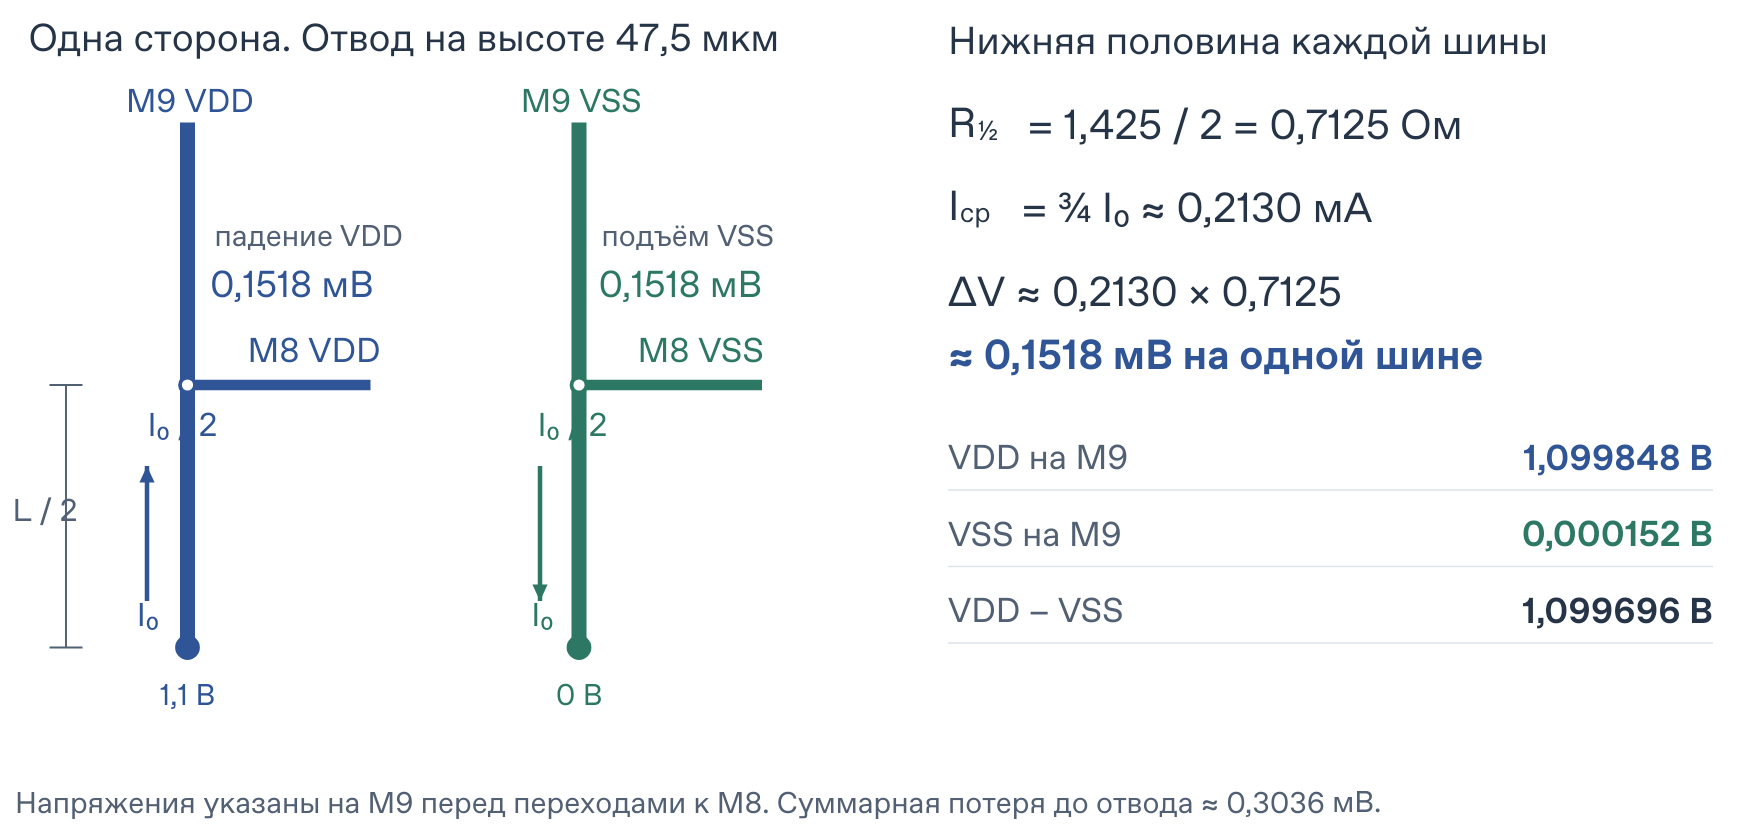 Одна сторона. Отвод на высоте 47,5 мкм
M9 VDD
M9 VSS
падение VDD
0,1518 мВ
подъём VSS
0,1518 мВ
M8 VDD
M8 VSS
I₀ / 2
I₀ / 2
L / 2
I₀
I₀
1,1 В
0 В
Нижняя половина каждой шины
R½ = 1,425 / 2 = 0,7125 Ом
Iср = ¾ I₀ ≈ 0,2130 мА
ΔV ≈ 0,2130 × 0,7125
≈ 0,1518 мВ на одной шине
VDD на M9 1,099848 В
VSS на M9 0,000152 В
VDD − VSS 1,099696 В
Напряжения указаны на M9 перед переходами к M8. Суммарная потеря до отвода ≈ 0,3036 мВ.